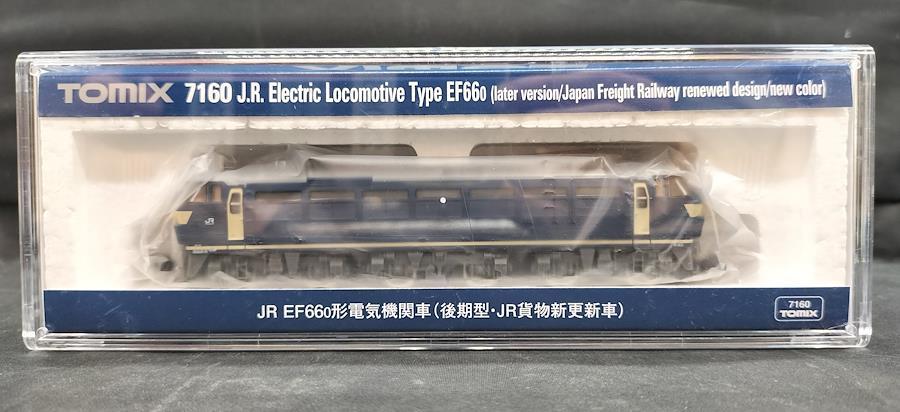 TOMIX 7160 J.R. Electric Locomotive Type EF660 (later version/Japan Freight Railway renewed design/new color)
JR
JR EF660形電気機関車(後期型・JR貨物新更新車)
7160
TOMIX